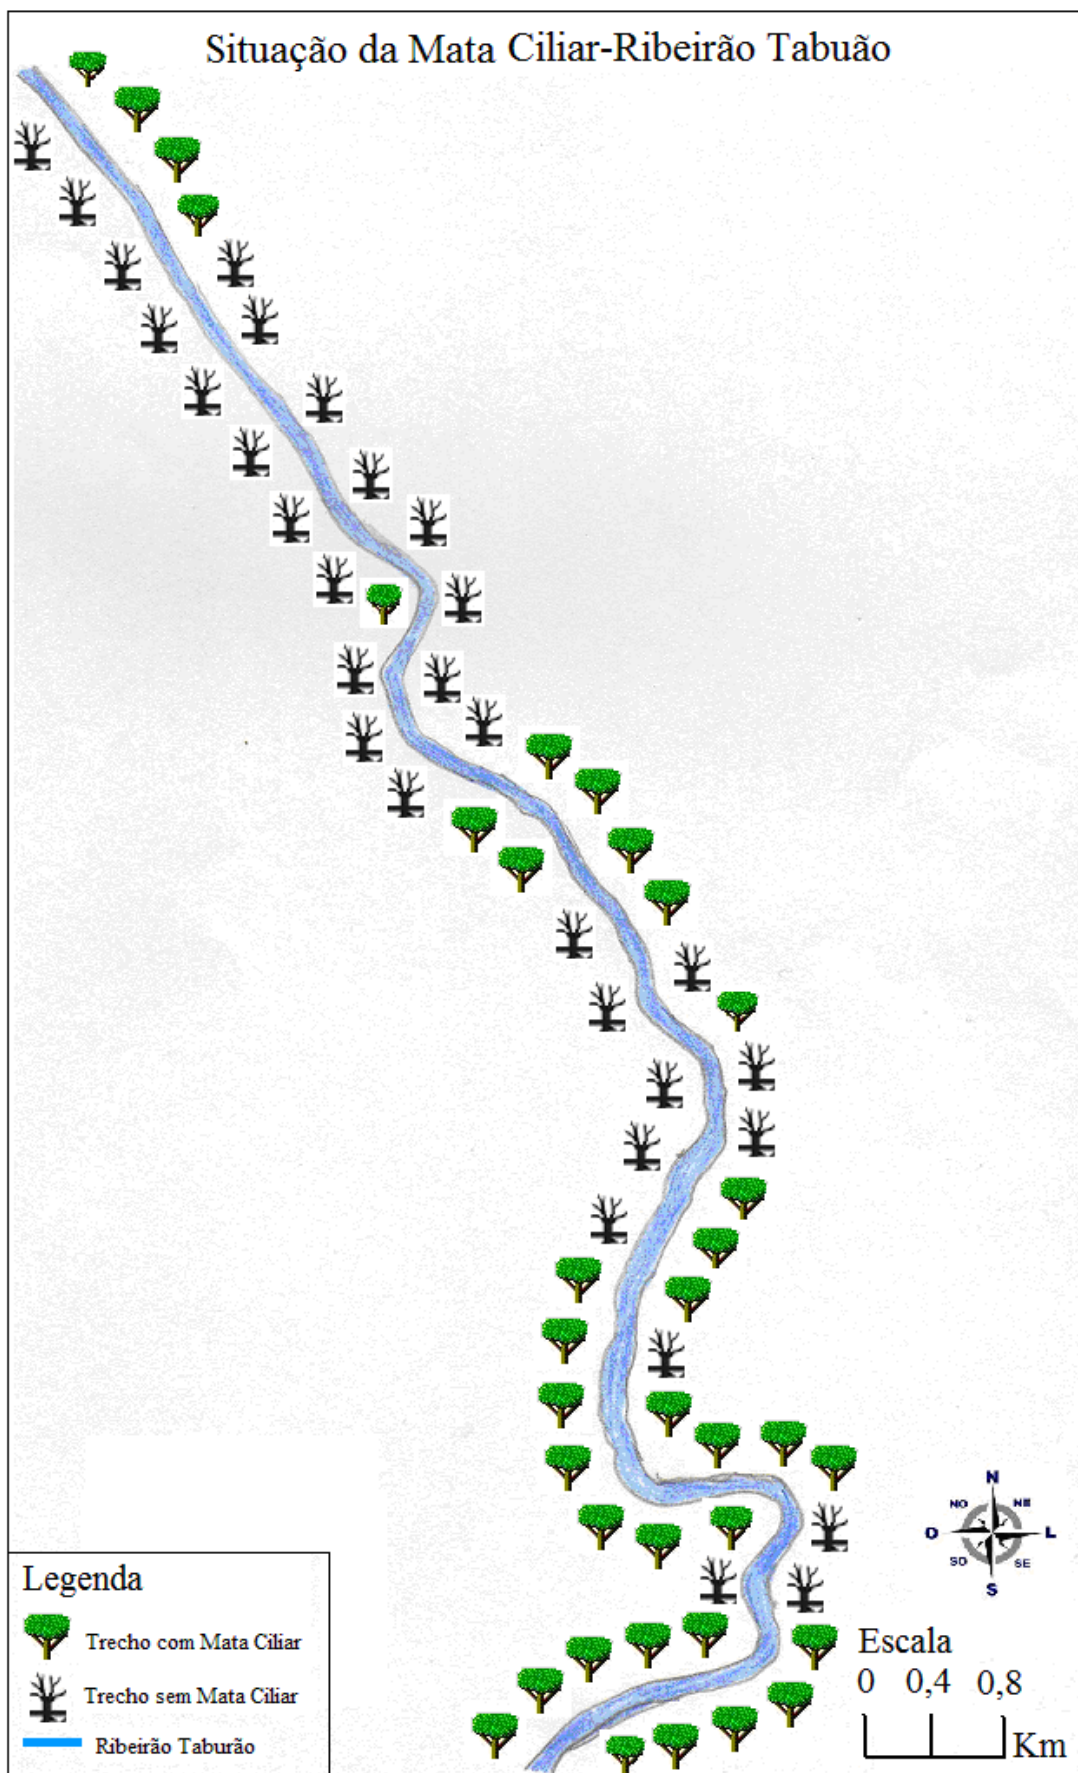 Situação da Mata Ciliar-Ribeirão Tabuão
N
NO NE
O L
SO SE
S
Legenda
Trecho com Mata Ciliar
Trecho sem Mata Ciliar
Ribeirão Taburão
Escala
0 0,4 0,8
Km